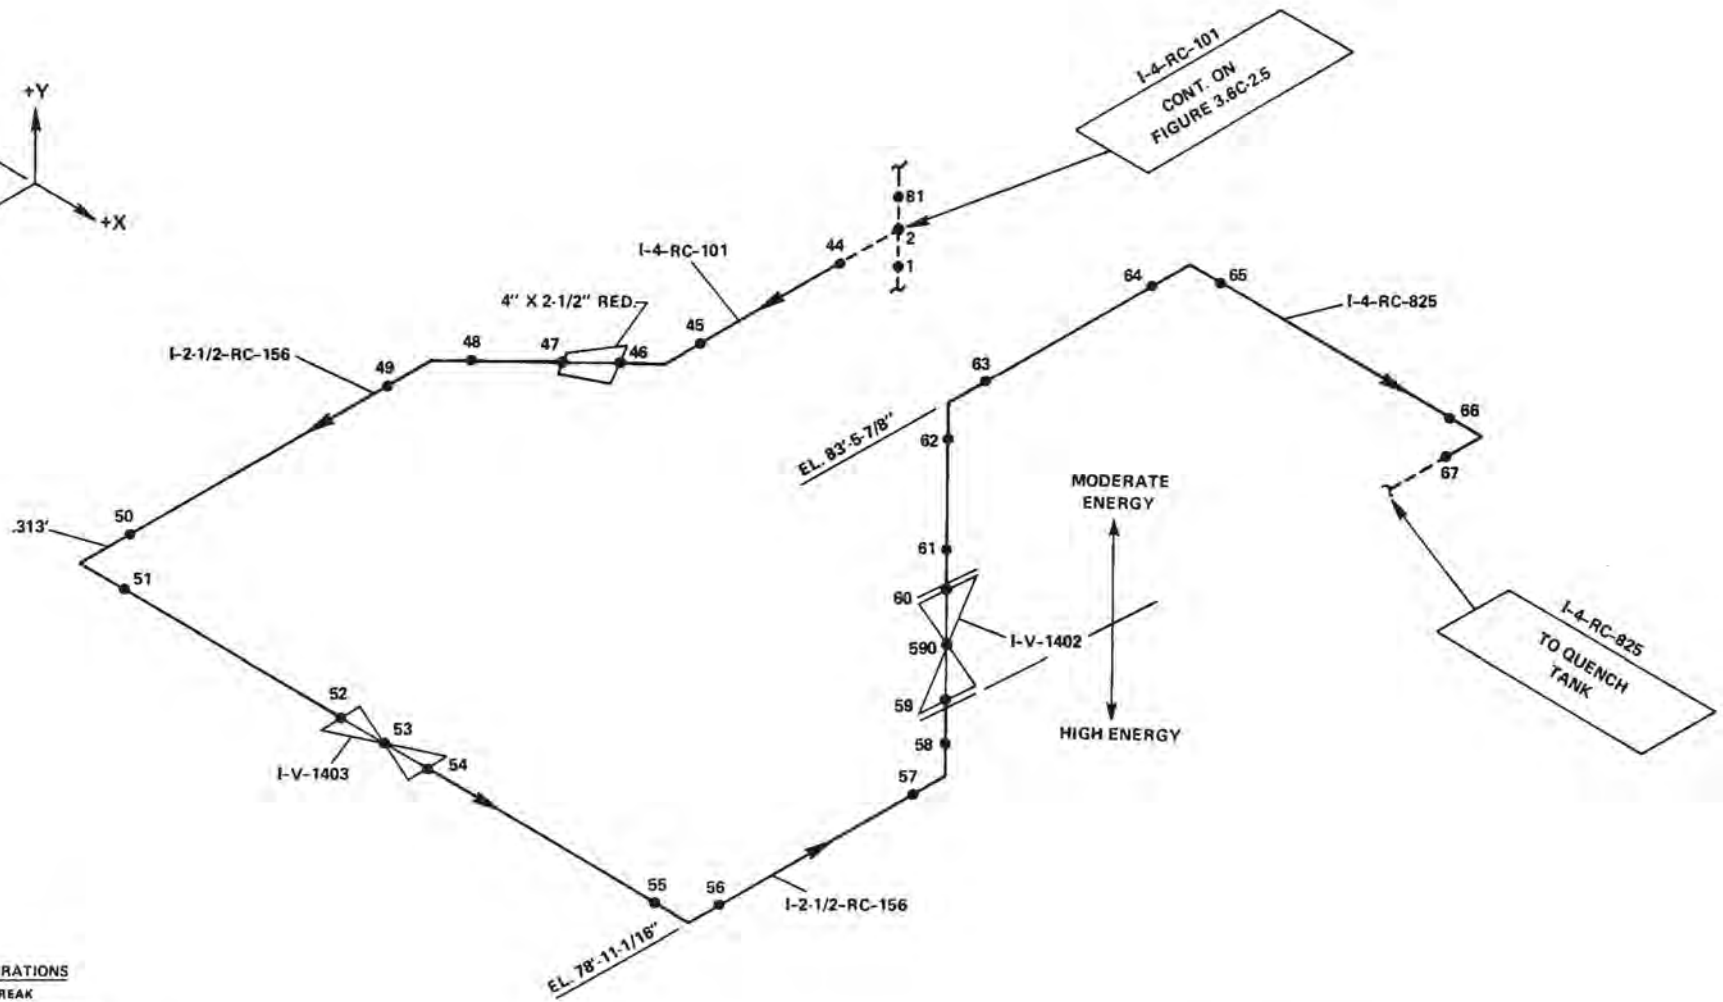 I-4-RC-101
CONT. ON
FIGURE 3.6C-2.5
+Y
+X
81
2
1
44
I-4-RC-101
4" X 2-1/2" RED.
45
46
47
48
I-2-1/2-RC-156
49
50
.313'
51
52
53
I-V-1403
54
55
56
I-2-1/2-RC-156
EL. 78'-11-1/16"
57
58
59
590
I-V-1402
60
61
62
EL. 83'-5-7/8"
63
64
65
I-4-RC-825
66
67
MODERATE
ENERGY
HIGH ENERGY
I-4-RC-825
TO QUENCH
TANK
RATIONS
REAK